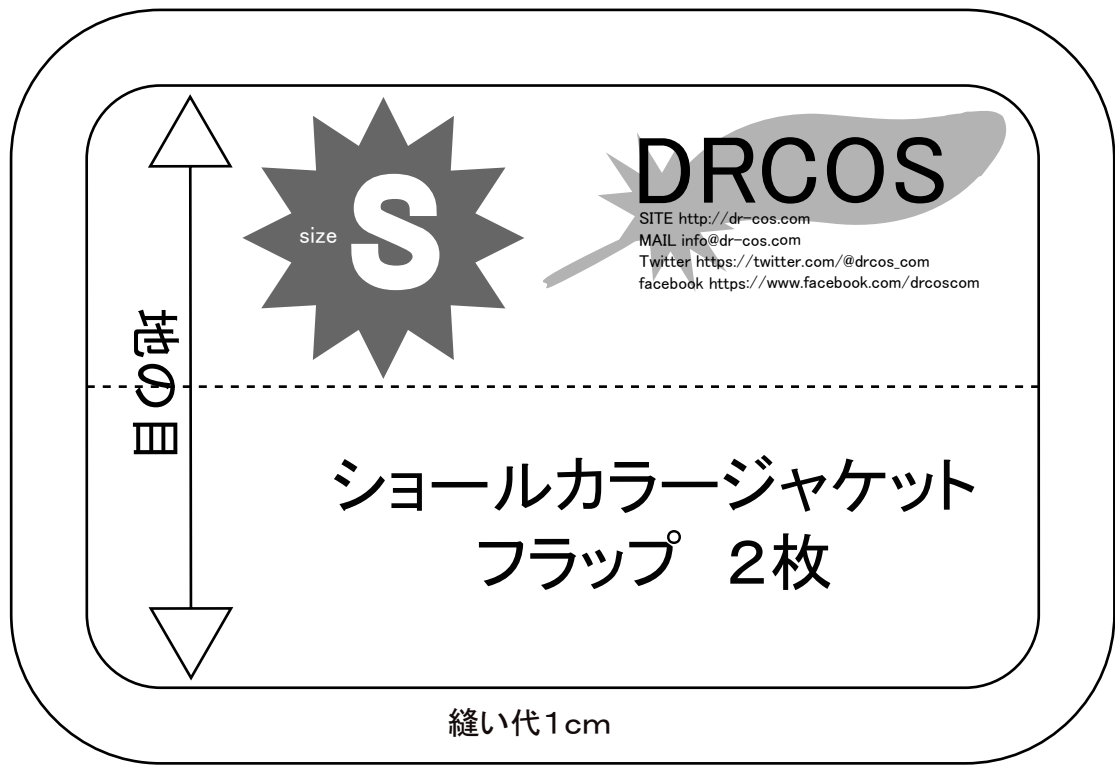 size
S
DRCOS
SITE http://dr-cos.com
MAIL info@dr-cos.com
Twitter https://twitter.com/@drcos_com
facebook https://www.facebook.com/drcoscom
地の目
ショールカラージャケット
フラップ　２枚
縫い代１cm